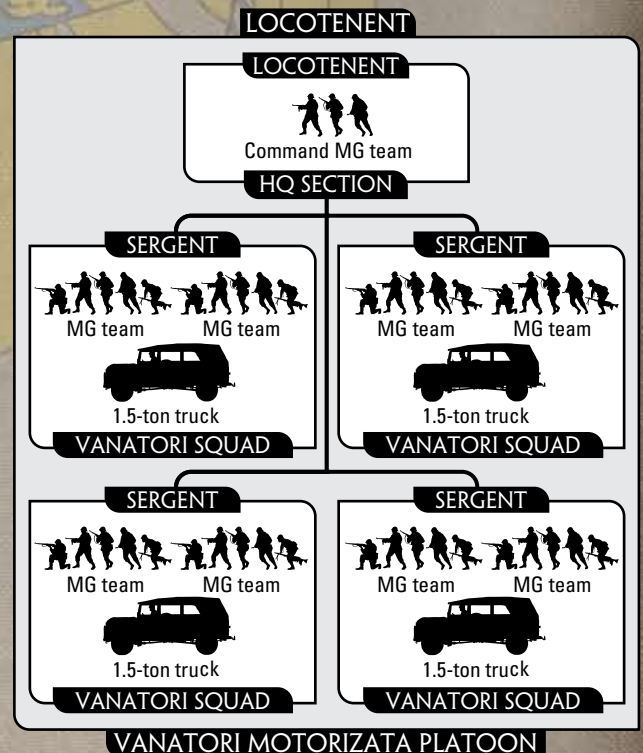 LOCOTENENT
LOCOTENENT
Command MG team
HQ SECTION
SERGENT
MG team MG team
1.5-ton truck
VANATORI SQUAD
SERGENT
MG team MG team
1.5-ton truck
VANATORI SQUAD
SERGENT
MG team MG team
1.5-ton truck
VANATORI SQUAD
SERGENT
MG team MG team
1.5-ton truck
VANATORI SQUAD
VANATORI MOTORIZATA PLATOON